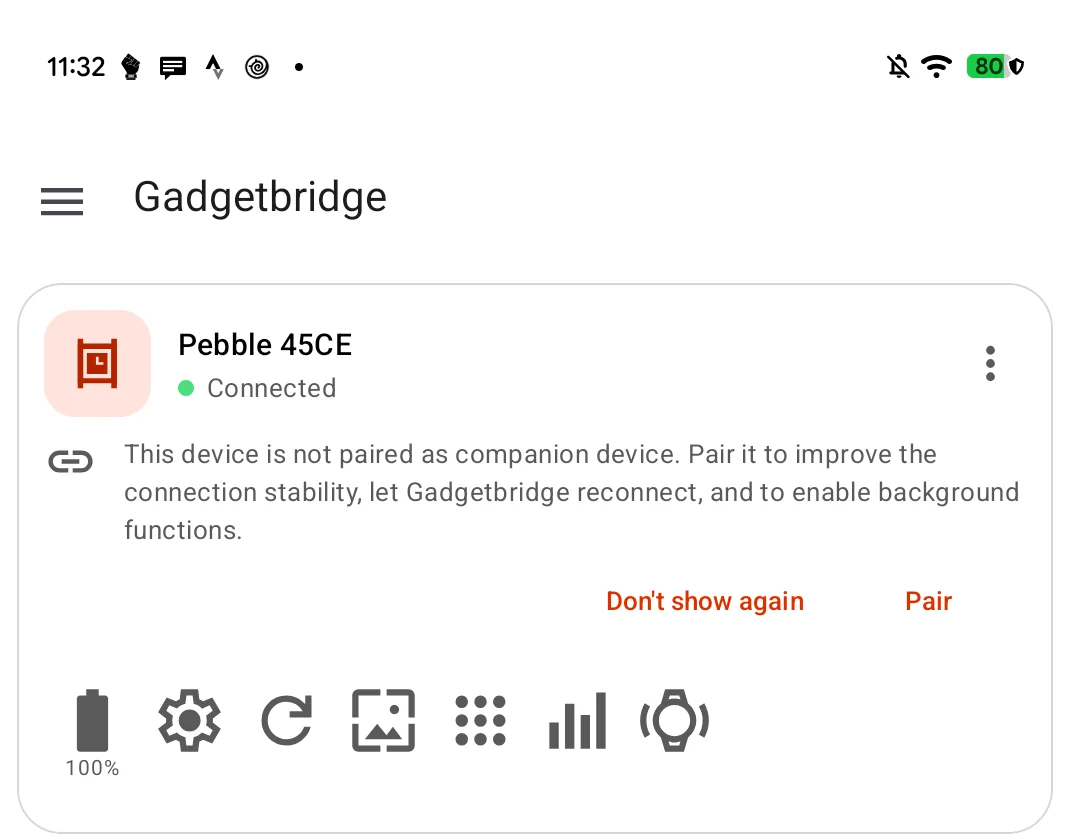 11:32
80
Gadgetbridge
Pebble 45CE
Connected
This device is not paired as companion device. Pair it to improve the
connection stability, let Gadgetbridge reconnect, and to enable background
functions.
Don't show again Pair
100%